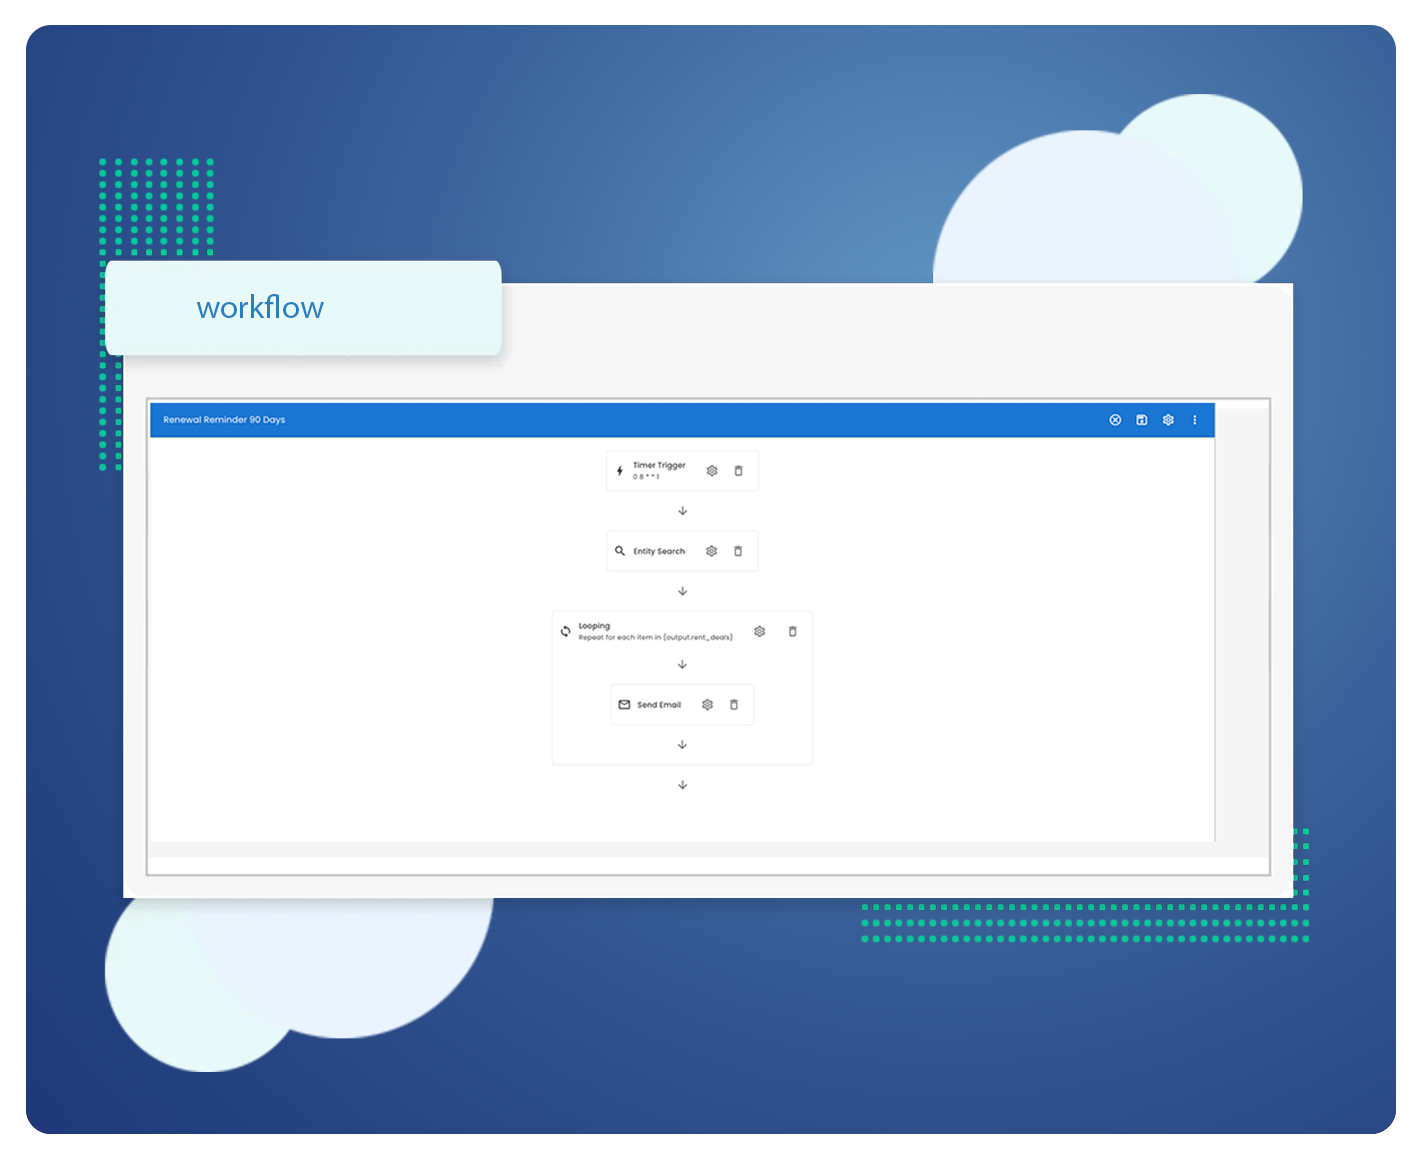 workflow
Renewal Reminder 90 Days
Timer Trigger
0 8 * * 1
Entity Search
Looping
Repeat for each item in {output.rent_deals}
Send Email